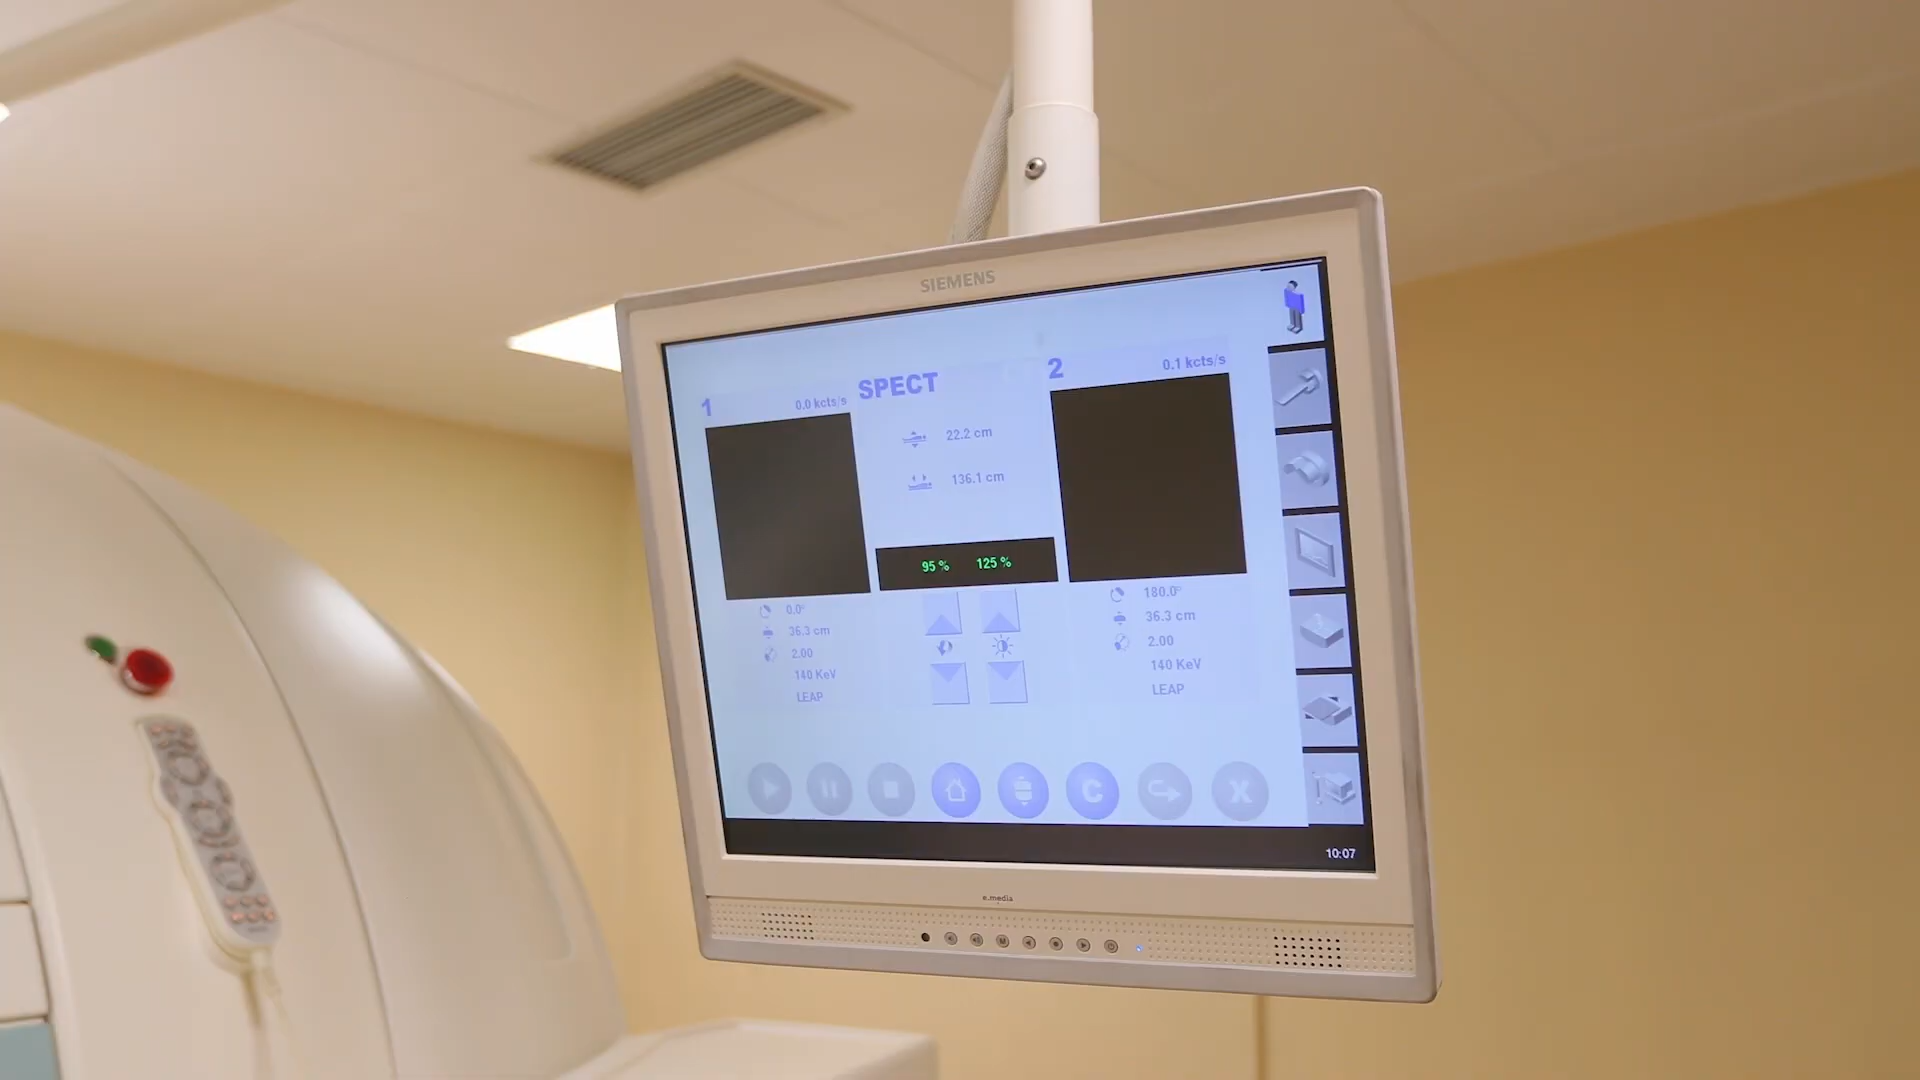 SIEMENS
SPECT
1
0.0 kcts/s
2
0.1 kcts/s
22.2 cm
136.1 cm
95 %
125 %
0.0°
36.3 cm
2.00
140 KeV
LEAP
180.0°
36.3 cm
2.00
140 KeV
LEAP
C
X
10:07
e.media
M